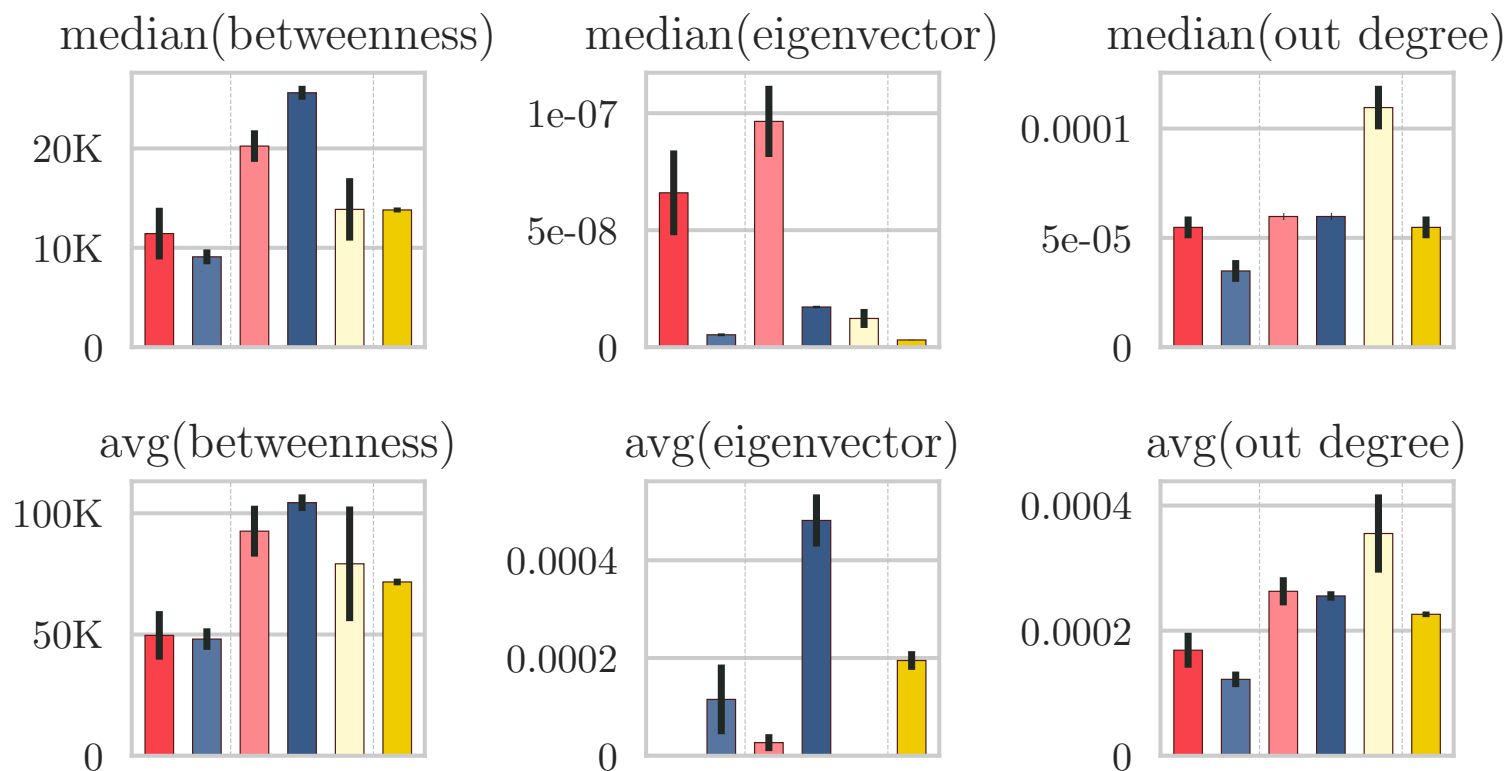 median(betweenness)
median(eigenvector)
median(out degree)
20K
10K
0
1e-07
5e-08
0
0.0001
5e-05
0
avg(betweenness)
avg(eigenvector)
avg(out degree)
100K
50K
0
0.0004
0.0002
0
0.0004
0.0002
0